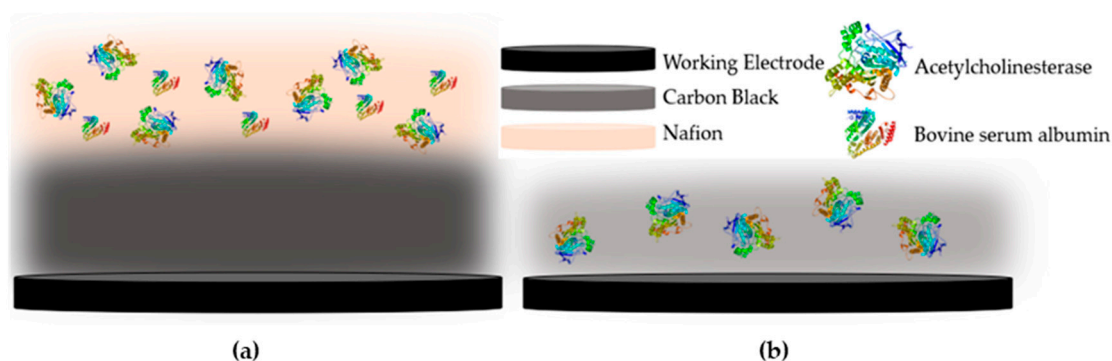 Working Electrode
Carbon Black
Nafion
Acetylcholinesterase
Bovine serum albumin
(a)
(b)